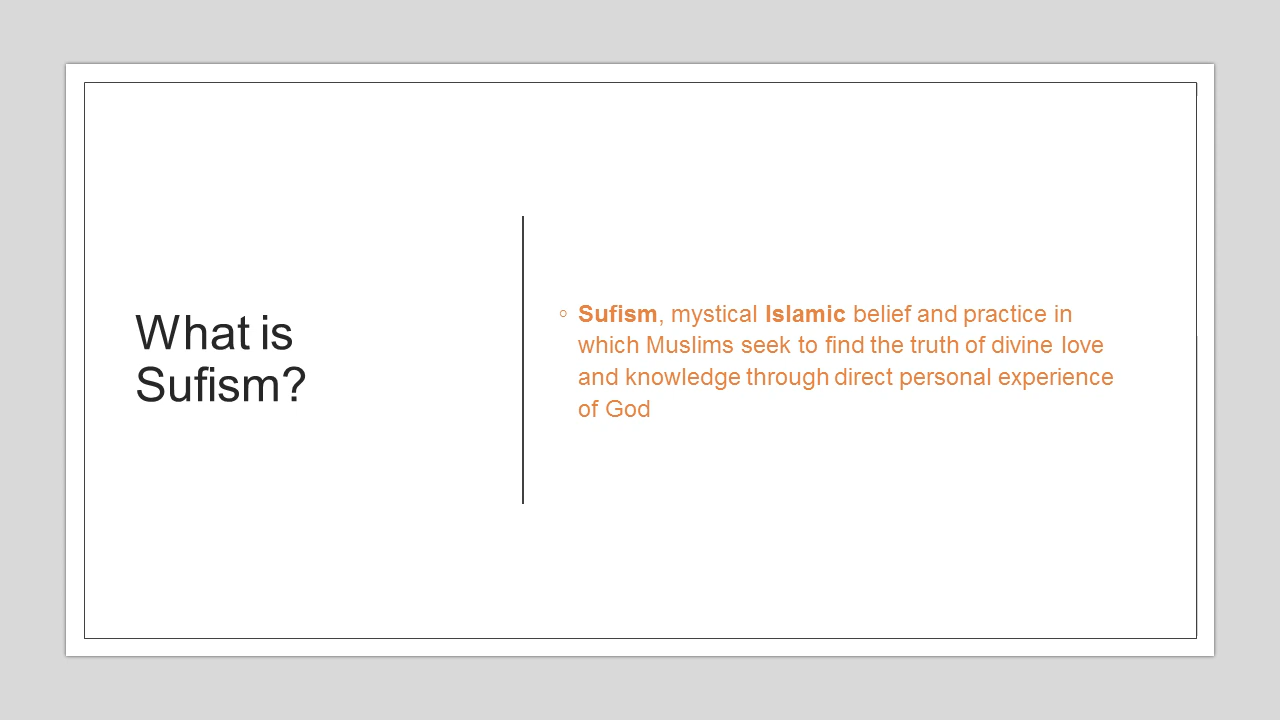 What is
Sufism?
◦ Sufism, mystical Islamic belief and practice in
which Muslims seek to find the truth of divine love
and knowledge through direct personal experience
of God